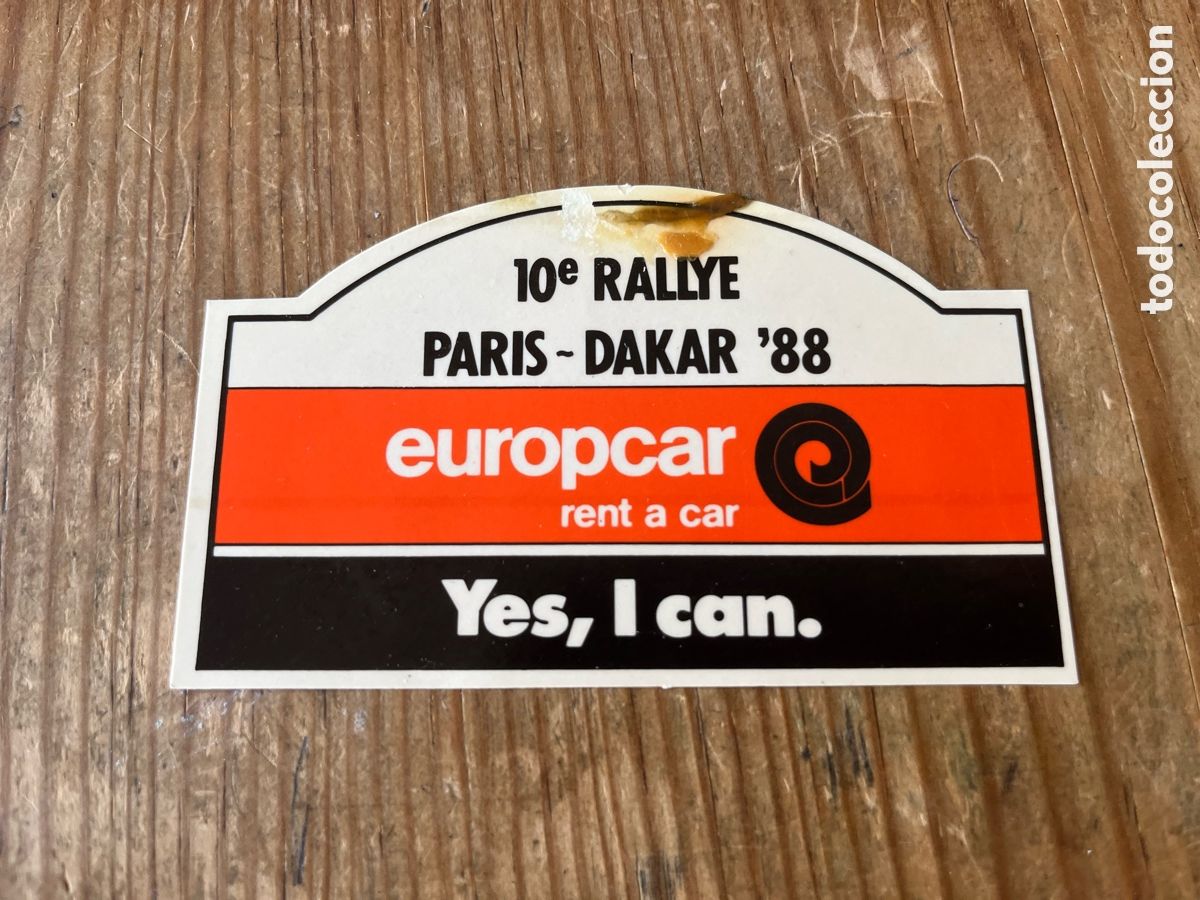 10e RALLYE
PARIS ~ DAKAR '88
europcar
rent a car
Yes, I can.
todocoleccion